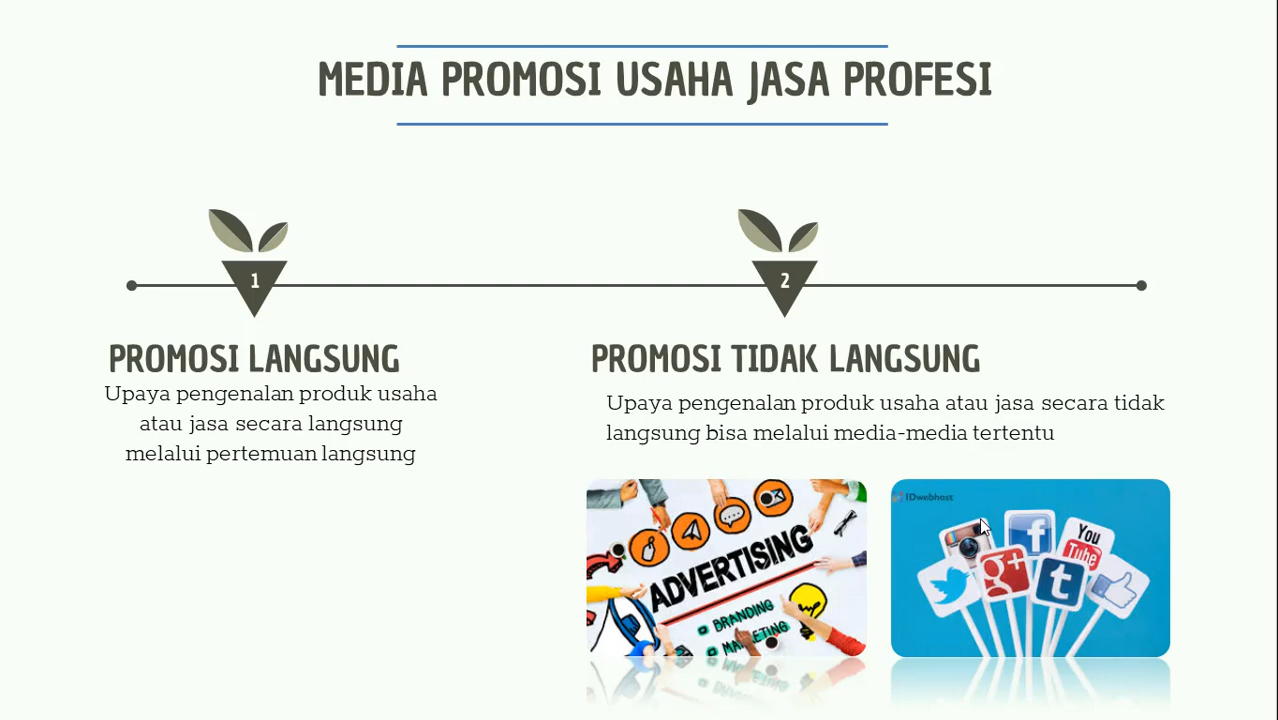 MEDIA PROMOSI USAHA JASA PROFESI
1
2
PROMOSI LANGSUNG
Upaya pengenalan produk usaha
atau jasa secara langsung
melalui pertemuan langsung
PROMOSI TIDAK LANGSUNG
Upaya pengenalan produk usaha atau jasa secara tidak
langsung bisa melalui media-media tertentu
ADVERTISING
BRANDING
MARKETING
IDwebhost
f
You
Tube
g+
t